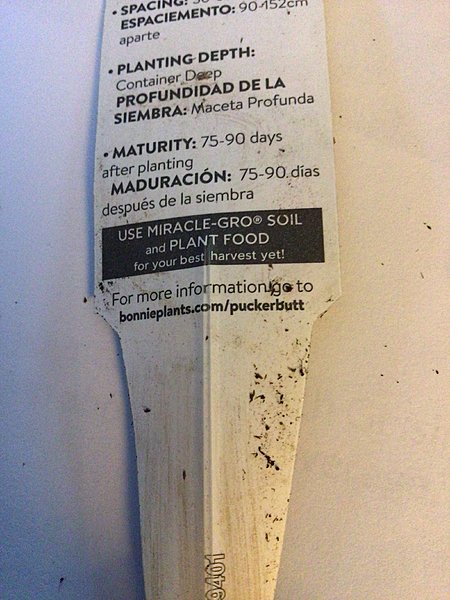 • SPACING:
ESPACIEMENTO: 90-152cm
aparte
• PLANTING DEPTH:
Container Deep
PROFUNDIDAD DE LA
SIEMBRA: Maceta Profunda
• MATURITY: 75-90 days
after planting
MADURACIÓN: 75-90 días
después de la siembra
USE MIRACLE-GRO® SOIL
and PLANT FOOD
for your best harvest yet!
For more information go to
bonnieplants.com/puckerbutt